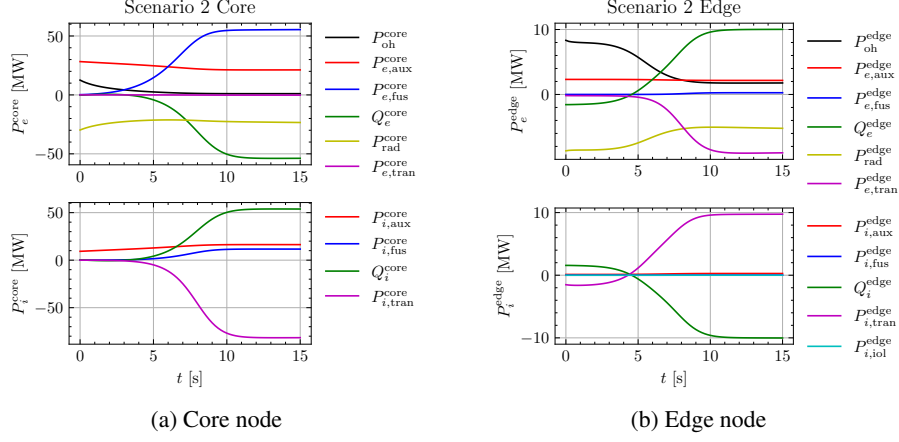 Scenario 2 Core
50
0
−50
0
5
10
15
P_e^core [MW]
P_oh^core
P_e,aux^core
P_e,fus^core
Q_e^core
P_rad^core
P_e,tran^core
50
0
−50
0
5
10
15
P_i^core [MW]
t [s]
P_i,aux^core
P_i,fus^core
Q_i^core
P_i,tran^core
(a) Core node
Scenario 2 Edge
10
0
0
5
10
15
P_e^edge [MW]
P_oh^edge
P_e,aux^edge
P_e,fus^edge
Q_e^edge
P_rad^edge
P_e,tran^edge
10
0
−10
0
5
10
15
P_i^edge [MW]
t [s]
P_i,aux^edge
P_i,fus^edge
Q_i^edge
P_i,tran^edge
P_i,iol^edge
(b) Edge node